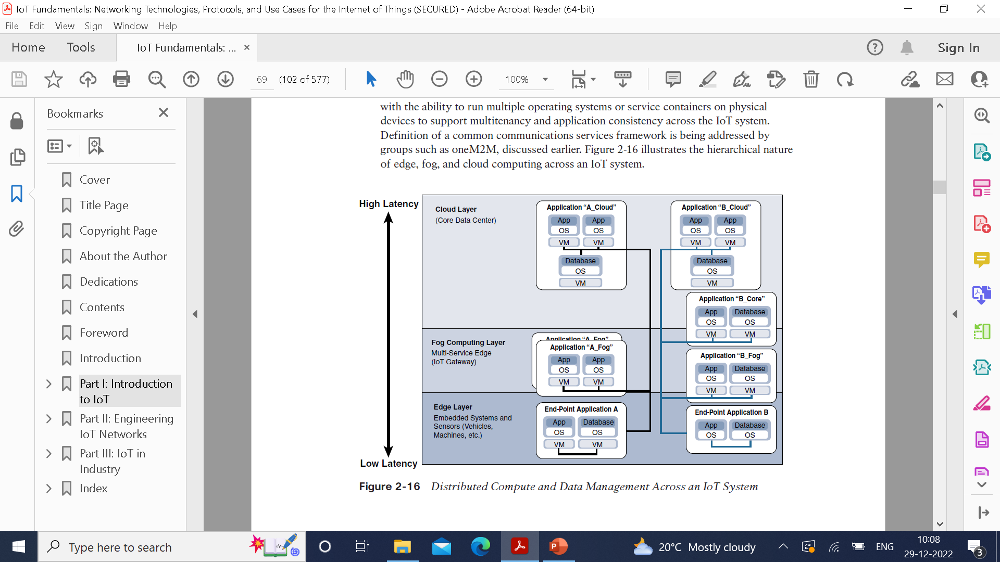 IoT Fundamentals: Networking Technologies, Protocols, and Use Cases for the Internet of Things (SECURED) - Adobe Acrobat Reader (64-bit)
File Edit View Sign Window Help
Home Tools IoT Fundamentals: ... × Sign In
69 (102 of 577) 100%
Bookmarks
Cover
Title Page
Copyright Page
About the Author
Dedications
Contents
Foreword
Introduction
Part I: Introduction
to IoT
Part II: Engineering
IoT Networks
Part III: IoT in
Industry
Index
with the ability to run multiple operating systems or service containers on physical
devices to support multitenancy and application consistency across the IoT system.
Definition of a common communications services framework is being addressed by
groups such as oneM2M, discussed earlier. Figure 2-16 illustrates the hierarchical nature
of edge, fog, and cloud computing across an IoT system.
High Latency
Low Latency
Cloud Layer
(Core Data Center)
Application “A_Cloud”
App App
OS OS
VM VM
Database
OS
VM
Application “B_Cloud”
App App
OS OS
VM VM
Database
OS
VM
Application “B_Core”
App Database
OS OS
VM VM
Fog Computing Layer
Multi-Service Edge
(IoT Gateway)
Application “A_Fog”
Application “A_Fog”
App App
OS OS
VM VM
Application “B_Fog”
App Database
OS OS
VM VM
Edge Layer
Embedded Systems and
Sensors (Vehicles,
Machines, etc.)
End-Point Application A
App Database
OS OS
VM VM
End-Point Application B
App Database
OS OS
Figure 2-16 Distributed Compute and Data Management Across an IoT System
Type here to search
20°C Mostly cloudy
ENG
10:08
29-12-2022
3